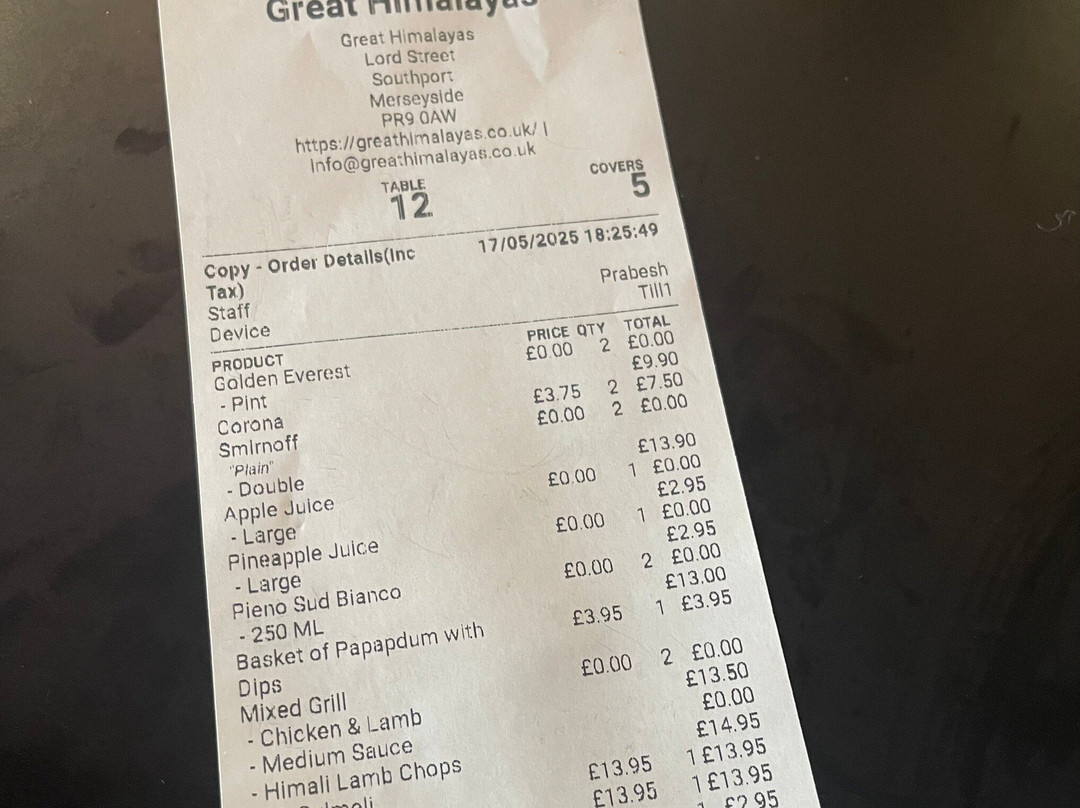 Great Himalayas
Great Himalayas
Lord Street
Southport
Merseyside
PR9 0AW
https://greathimalayas.co.uk/ |
info@greathimalayas.co.uk
TABLE COVERS
12 5
Copy - Order Details(Inc 17/05/2025 18:25:49
Tax)
Staff Prabesh
Device Till1
PRODUCT PRICE QTY TOTAL
Golden Everest £0.00 2 £0.00
- Pint £9.90
Corona £3.75 2 £7.50
Smirnoff £0.00 2 £0.00
"Plain"
- Double £13.90
Apple Juice £0.00 1 £0.00
- Large £2.95
Pineapple Juice £0.00 1 £0.00
- Large £2.95
Pieno Sud Bianco £0.00 2 £0.00
- 250 ML £13.00
Basket of Papapdum with £3.95 1 £3.95
Dips
Mixed Grill £0.00 2 £0.00
- Chicken & Lamb £13.50
- Medium Sauce £0.00
- Himali Lamb Chops £14.95
£13.95 1 £13.95
£13.95 1 £13.95
£2.95